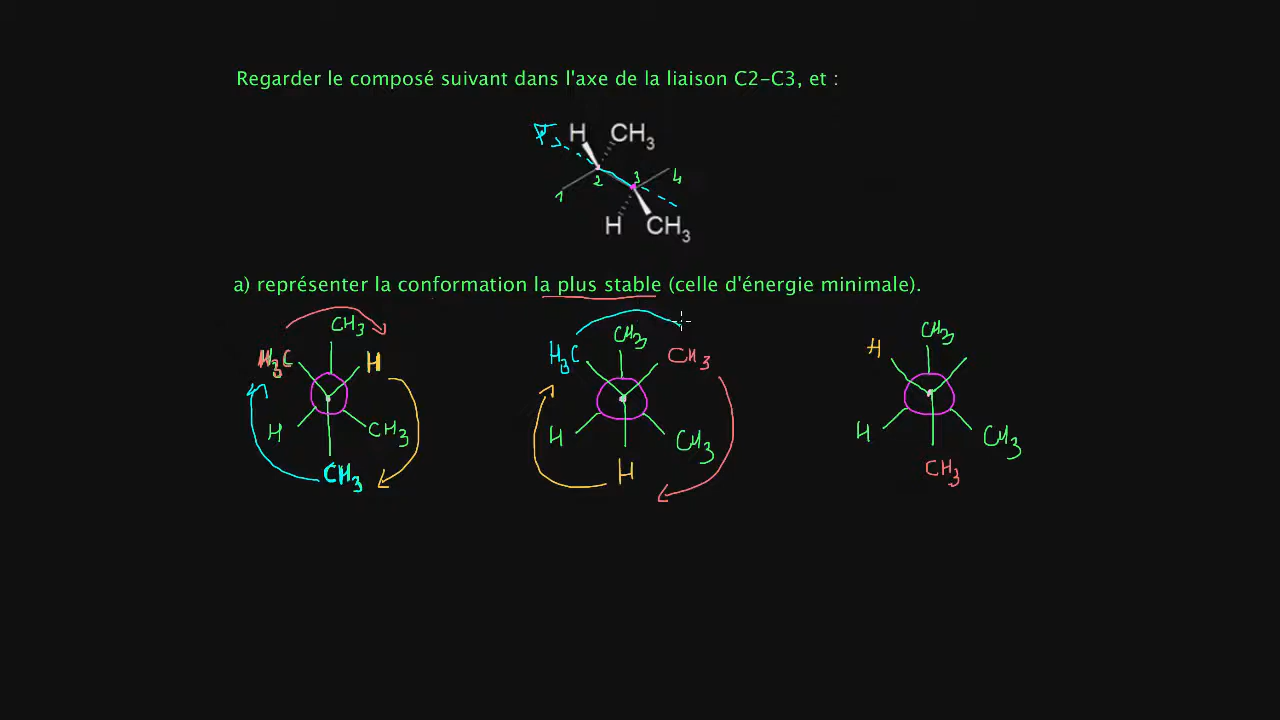 Regarder le composé suivant dans l'axe de la liaison C2-C3, et :
H CH3
2 3 4
1
H CH3
a) représenter la conformation la plus stable (celle d'énergie minimale).
CH3 CH3 CH3
H3C H H3C CH3 H
H CH3 H CH3 H CH3
CH3 H CH3